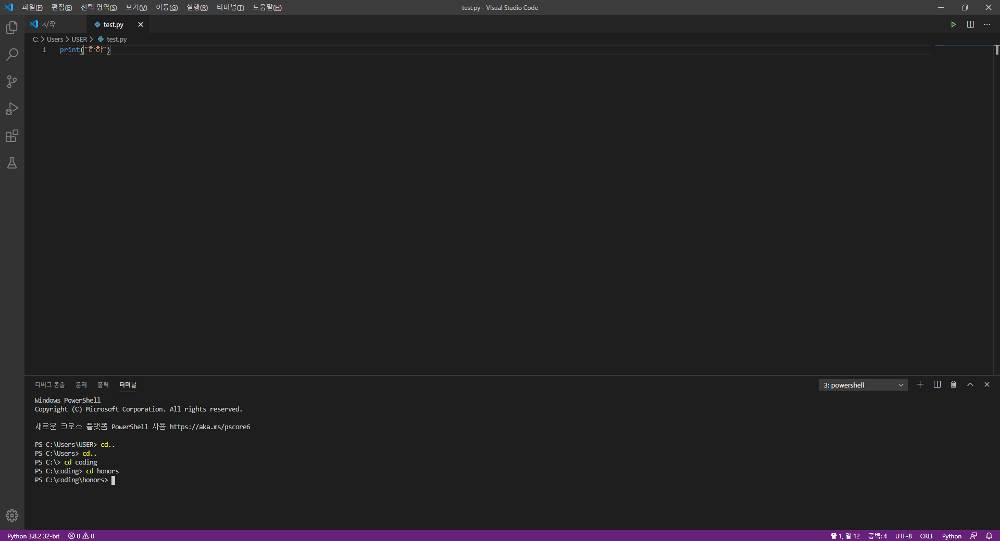 파일(F) 편집(E) 선택 영역(S) 보기(V) 이동(G) 실행(R) 터미널(T) 도움말(H) test.py - Visual Studio Code
시작 test.py
C: > Users > USER > test.py
1 print("하하")
디버그 콘솔 문제 출력 터미널 3: powershell
Windows PowerShell
Copyright (C) Microsoft Corporation. All rights reserved.
새로운 크로스 플랫폼 PowerShell 사용 https://aka.ms/pscore6
PS C:\Users\USER> cd..
PS C:\Users> cd..
PS C:\> cd coding
PS C:\coding> cd honors
PS C:\coding\honors>
Python 3.8.2 32-bit 0 0 줄 1, 열 12 공백: 4 UTF-8 CRLF Python